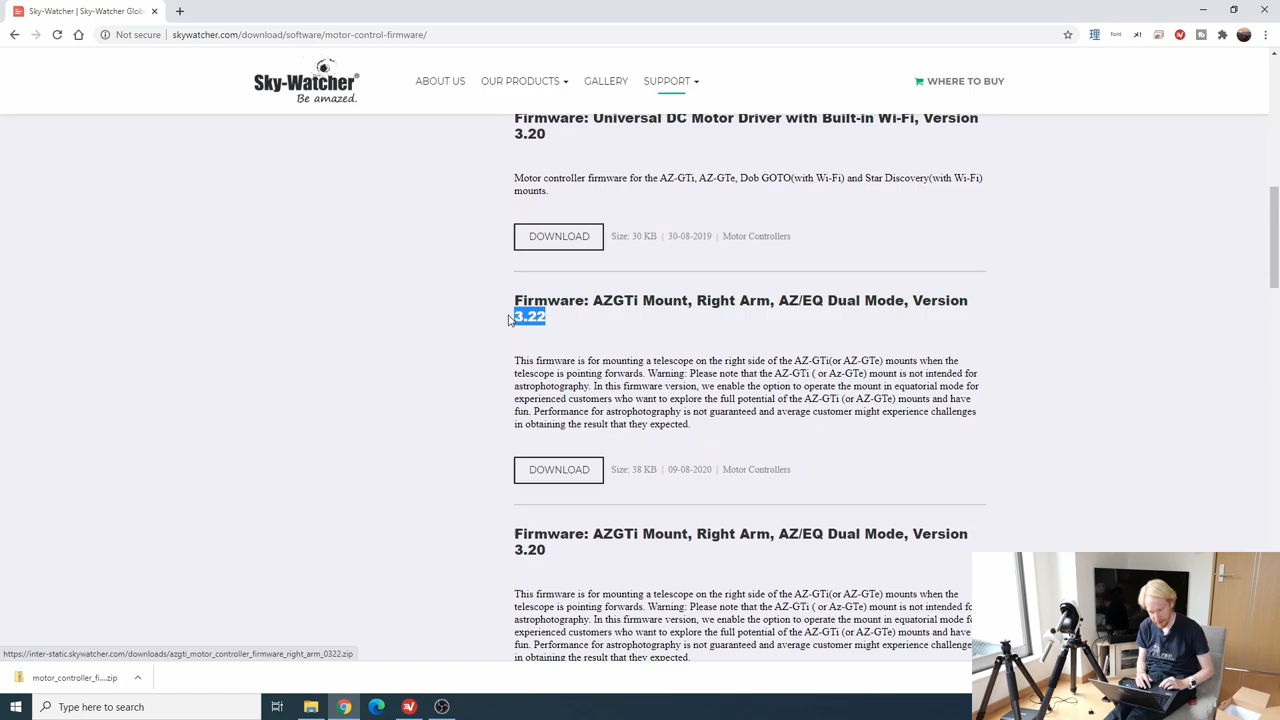 Sky-Watcher | Sky-Watcher Glob
Not secure | skywatcher.com/download/software/motor-control-firmware/
Sky-Watcher®
Be amazed.
ABOUT US
OUR PRODUCTS
GALLERY
SUPPORT
WHERE TO BUY
Firmware: Universal DC Motor Driver with Built-in Wi-Fi, Version
3.20
Motor controller firmware for the AZ-GTi, AZ-GTe, Dob GOTO(with Wi-Fi) and Star Discovery(with Wi-Fi)
mounts.
DOWNLOAD Size: 30 KB | 30-08-2019 | Motor Controllers
Firmware: AZGTi Mount, Right Arm, AZ/EQ Dual Mode, Version
3.22
This firmware is for mounting a telescope on the right side of the AZ-GTi(or AZ-GTe) mounts when the
telescope is pointing forwards. Warning: Please note that the AZ-GTi ( or Az-GTe) mount is not intended for
astrophotography. In this firmware version, we enable the option to operate the mount in equatorial mode for
experienced customers who want to explore the full potential of the AZ-GTi (or AZ-GTe) mounts and have
fun. Performance for astrophotography is not guaranteed and average customer might experience challenges
in obtaining the result that they expected.
DOWNLOAD Size: 38 KB | 09-08-2020 | Motor Controllers
Firmware: AZGTi Mount, Right Arm, AZ/EQ Dual Mode, Version
3.20
This firmware is for mounting a telescope on the right side of the AZ-GTi(or AZ-GTe) mounts when the
telescope is pointing forwards. Warning: Please note that the AZ-GTi ( or Az-GTe) mount is not intended fo
astrophotography. In this firmware version, we enable the option to operate the mount in equatorial mode f
experienced customers who want to explore the full potential of the AZ-GTi (or AZ-GTe) mounts and have
fun. Performance for astrophotography is not guaranteed and average customer might experience challenge
in obtaining the result that they expected.
https://inter-static.skywatcher.com/downloads/azgti_motor_controller_firmware_right_arm_0322.zip
motor_controller_fi....zip
Type here to search